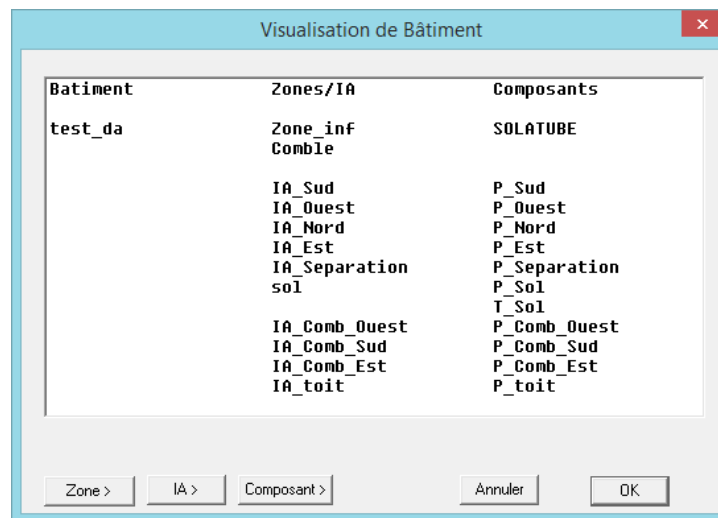 Visualisation de Bâtiment
Batiment Zones/IA Composants
test_da Zone_inf SOLATUBE
Comble
IA_Sud P_Sud
IA_Ouest P_Ouest
IA_Nord P_Nord
IA_Est P_Est
IA_Separation P_Separation
sol P_Sol
T_Sol
IA_Comb_Ouest P_Comb_Ouest
IA_Comb_Sud P_Comb_Sud
IA_Comb_Est P_Comb_Est
IA_toit P_toit
Zone > IA > Composant > Annuler OK